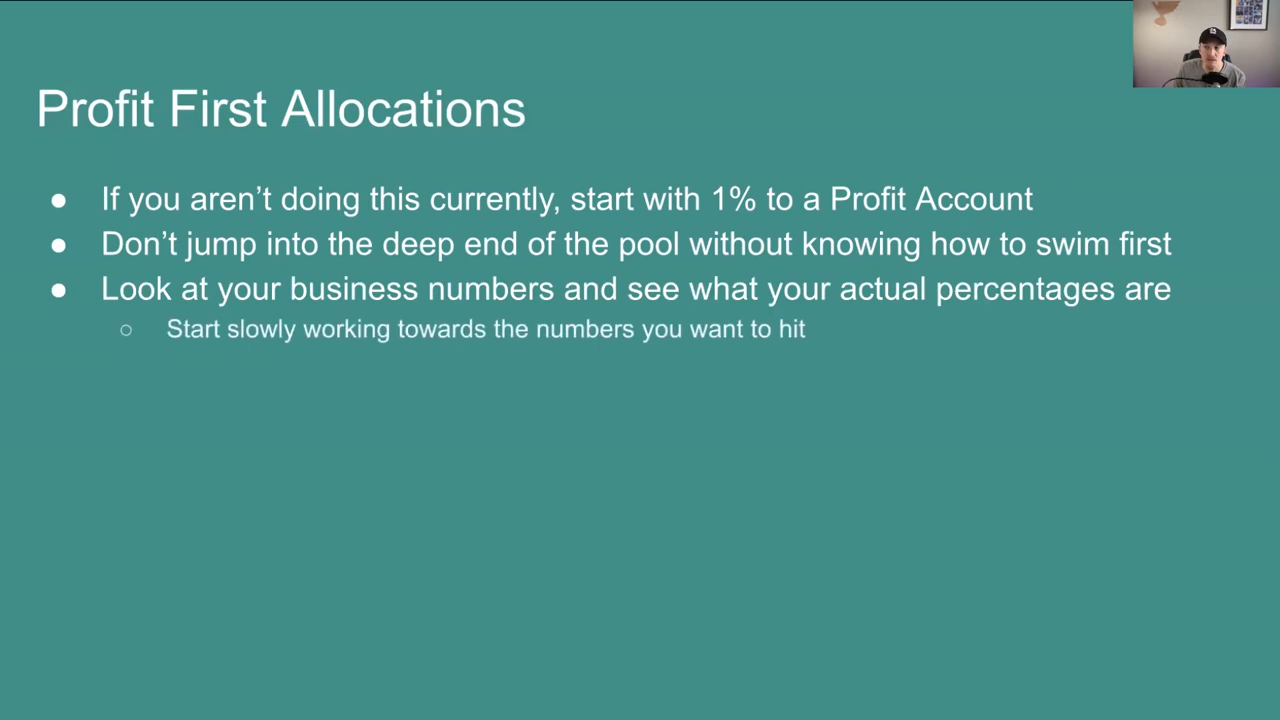 Profit First Allocations
● If you aren’t doing this currently, start with 1% to a Profit Account
● Don’t jump into the deep end of the pool without knowing how to swim first
● Look at your business numbers and see what your actual percentages are
○ Start slowly working towards the numbers you want to hit